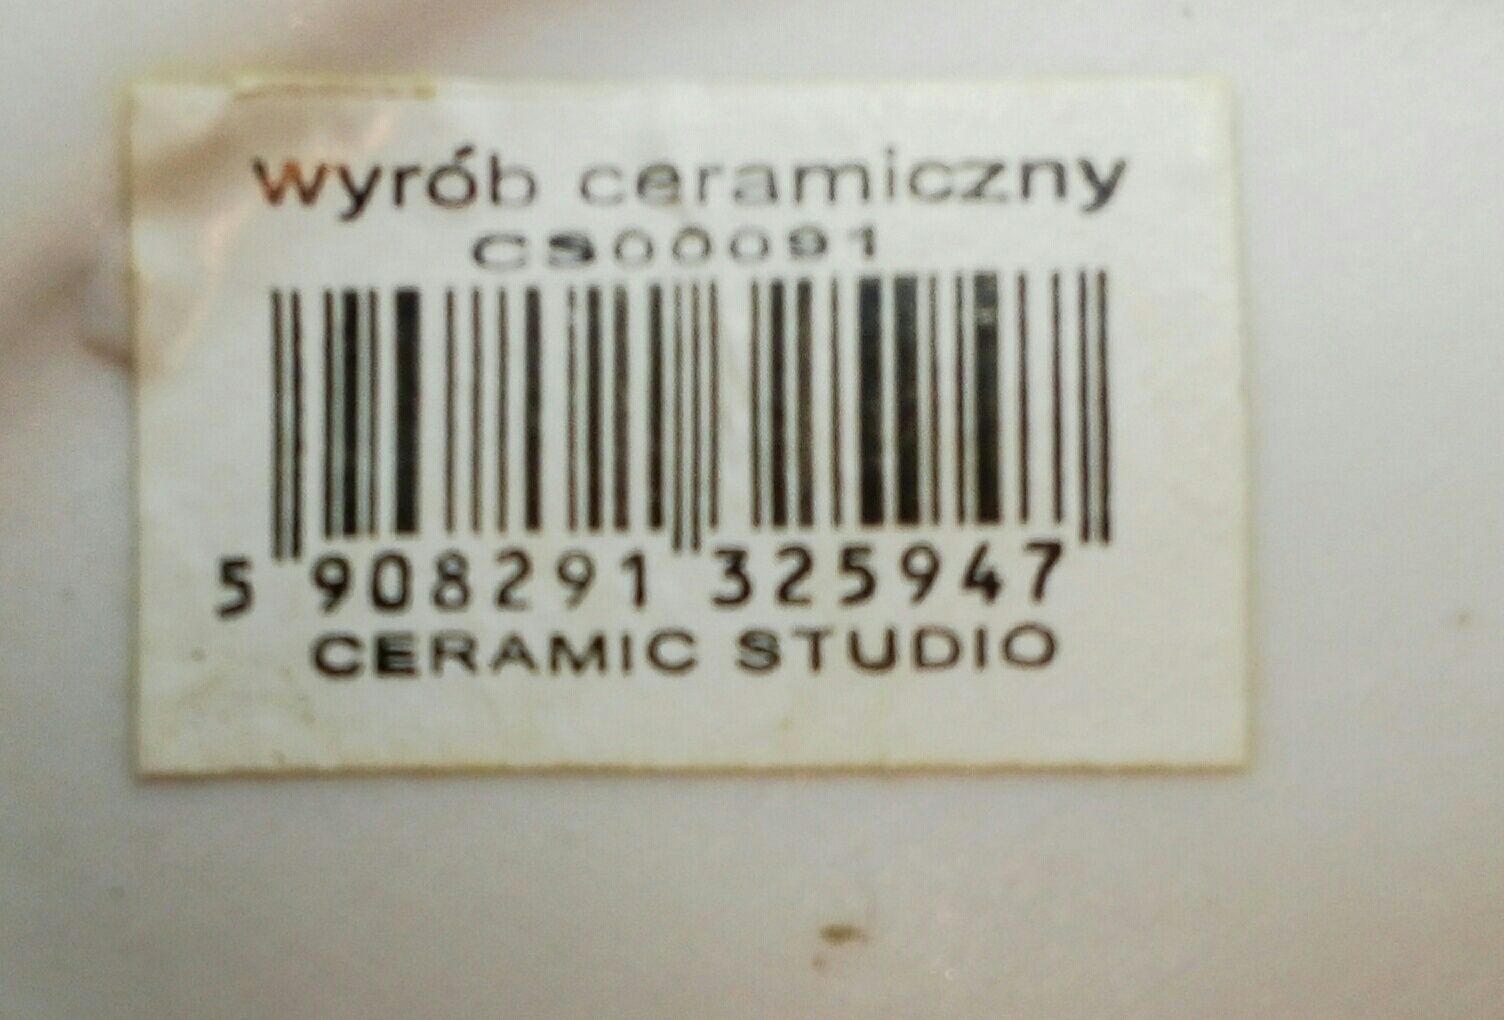 wyrób ceramiczny
CS00091
5 908291 325947
CERAMIC STUDIO